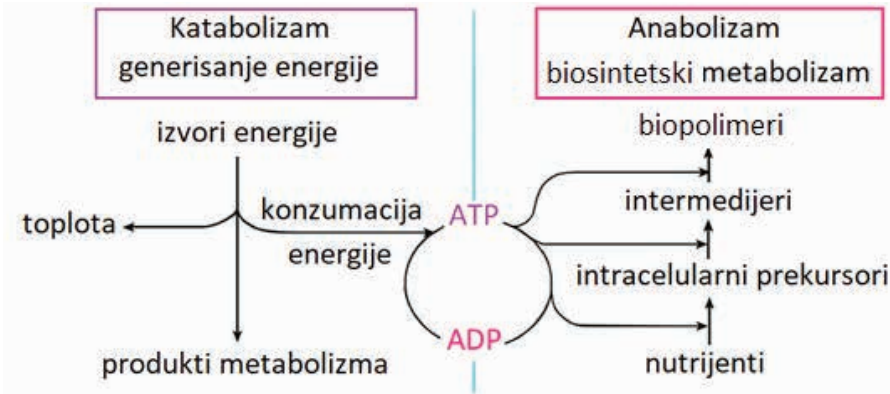 Katabolizam
generisanje energije
izvori energije
toplota
konzumacija
energije
produkti metabolizma
ATP
ADP
Anabolizam
biosintetski metabolizam
biopolimeri
intermedijeri
intracelularni prekursori
nutrijenti